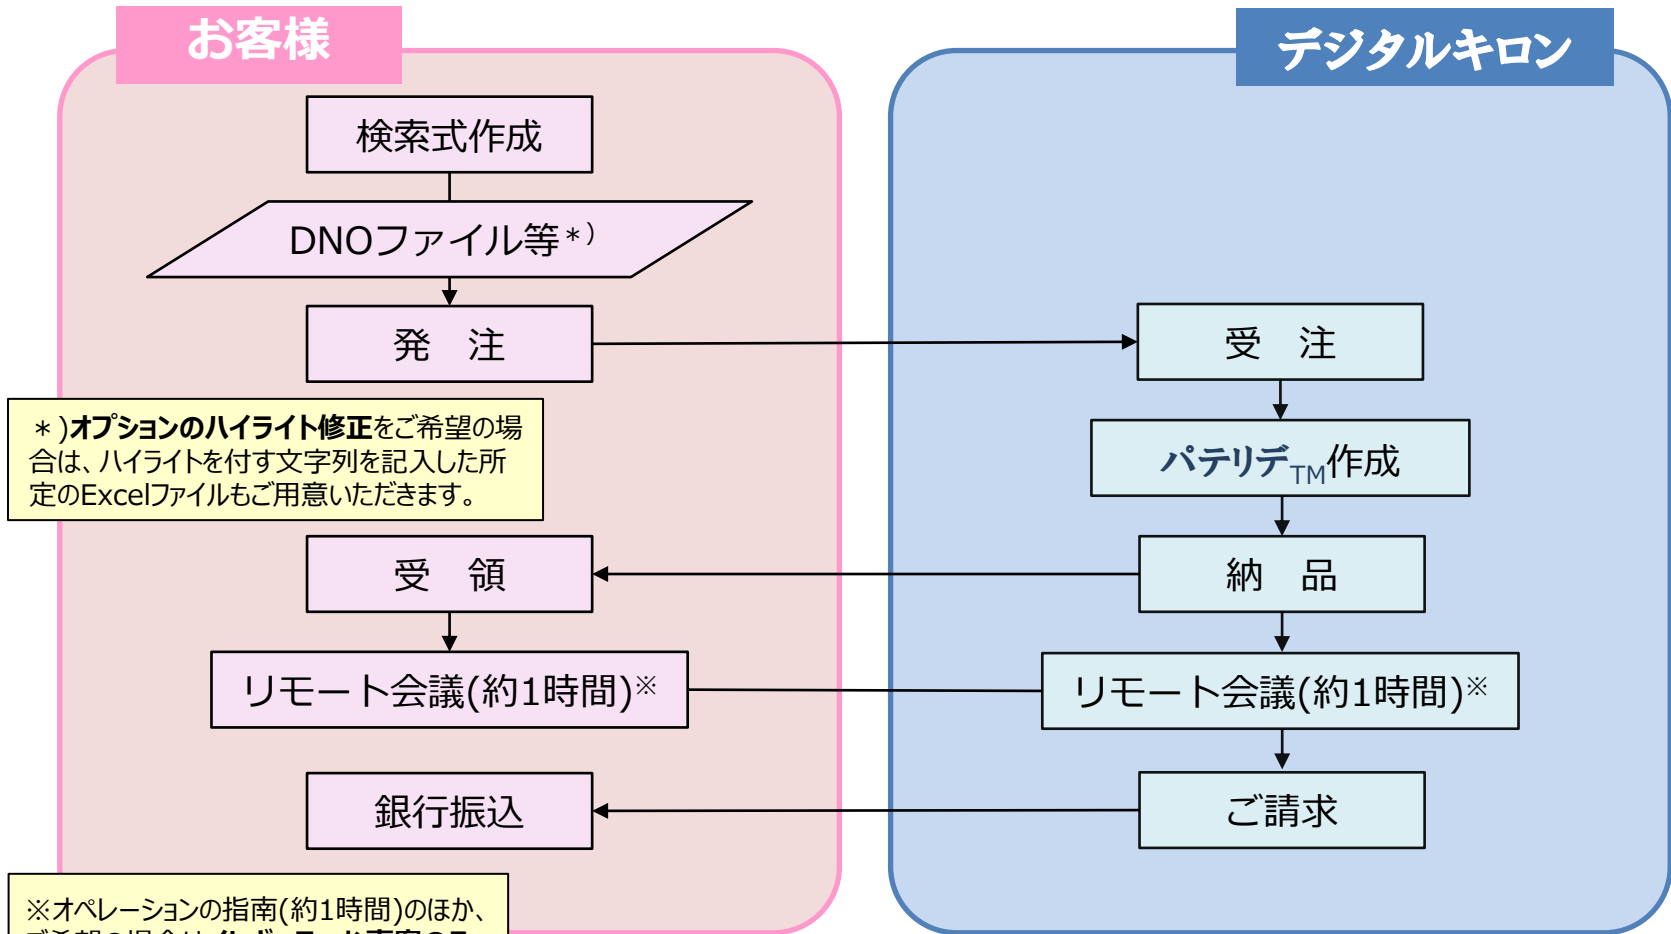 お客様
デジタルキロン
検索式作成
DNOファイル等*)
発　注
受　注
*)オプションのハイライト修正をご希望の場
合は、ハイライトを付す文字列を記入した所
定のExcelファイルもご用意いただきます。
パテリデTM作成
受　領
納　品
リモート会議(約1時間)※
リモート会議(約1時間)※
銀行振込
ご請求
※オペレーションの指南(約1時間)のほか、